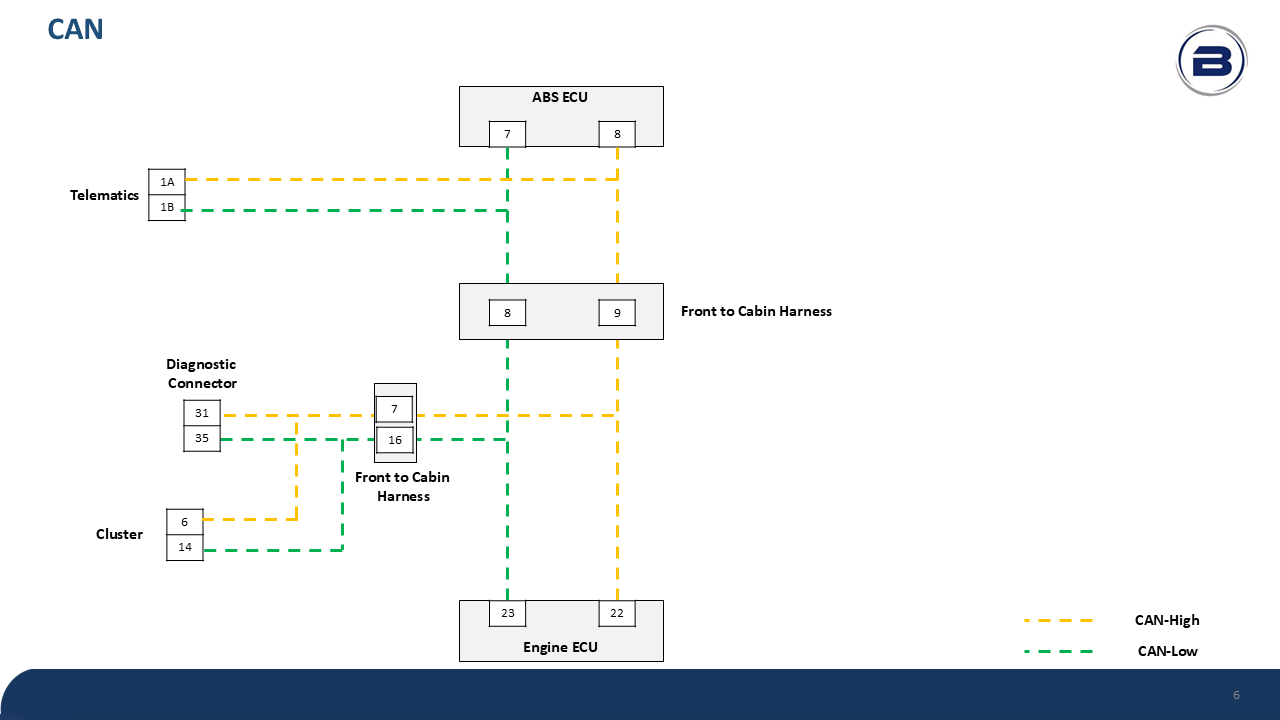 CAN
B
ABS ECU
7
8
1A
Telematics
1B
8
9
Front to Cabin Harness
Diagnostic
Connector
31
7
35
16
Front to Cabin
Harness
6
Cluster
14
23
22
Engine ECU
CAN-High
CAN-Low
6